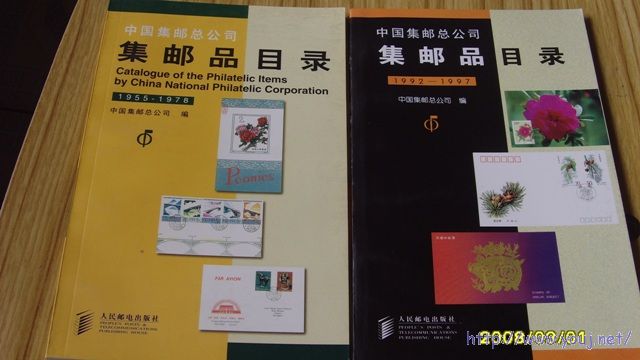 中国集邮总公司
集邮品目录
Catalogue of the Philatelic Items
by China National Philatelic Corporation
1955-1978
中国集邮总公司 编
Peonies
PAR AVION
人民邮电出版社
PEOPLE'S POSTS &
TELECOMMUNICATIONS
PUBLISHING HOUSE
中国集邮总公司
集邮品目录
1992—1997
中国集邮总公司 编
人民邮电出版社
PEOPLE'S POSTS &
TELECOMMUNICATIONS
PUBLISHING HOUSE
2008/03/01